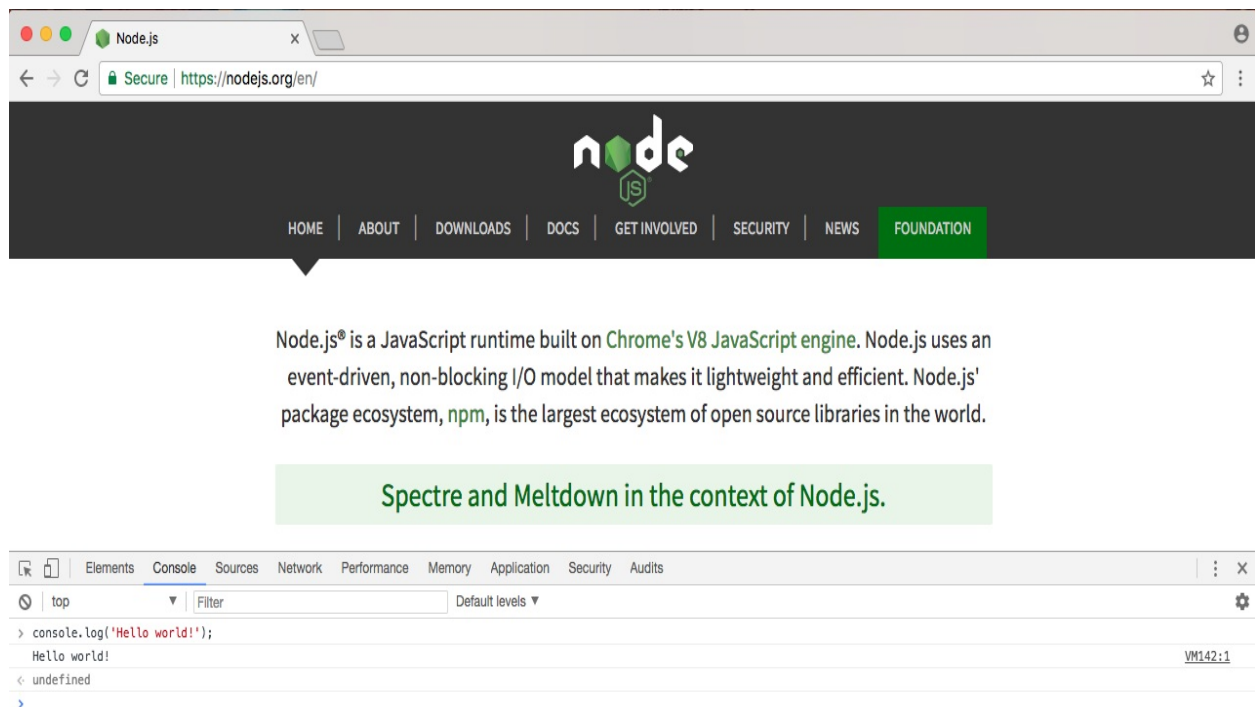 Node.js
Secure https://nodejs.org/en/
node
JS
HOME ABOUT DOWNLOADS DOCS GET INVOLVED SECURITY NEWS FOUNDATION
Node.js® is a JavaScript runtime built on Chrome's V8 JavaScript engine. Node.js uses an
event-driven, non-blocking I/O model that makes it lightweight and efficient. Node.js'
package ecosystem, npm, is the largest ecosystem of open source libraries in the world.
Spectre and Meltdown in the context of Node.js.
Elements Console Sources Network Performance Memory Application Security Audits
top Filter Default levels
> console.log('Hello world!');
Hello world! VM142:1
undefined